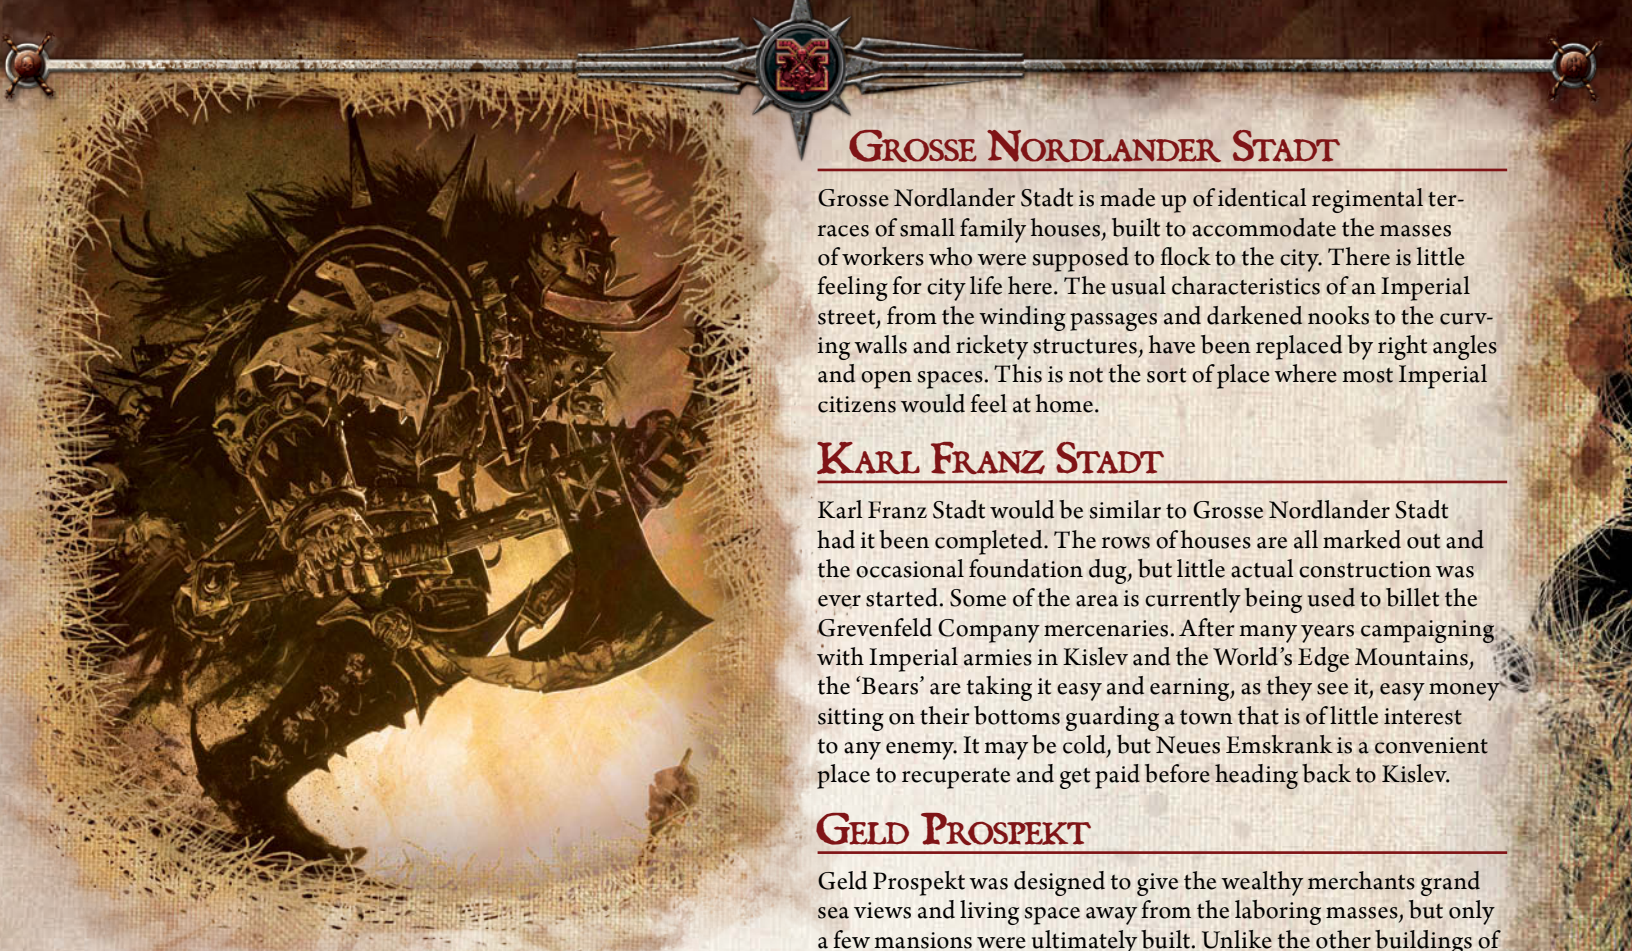 Grosse Nordlander Stadt
Grosse Nordlander Stadt is made up of identical regimental ter-
races of small family houses, built to accommodate the masses
of workers who were supposed to flock to the city. There is little
feeling for city life here. The usual characteristics of an Imperial
street, from the winding passages and darkened nooks to the curv-
ing walls and rickety structures, have been replaced by right angles
and open spaces. This is not the sort of place where most Imperial
citizens would feel at home.
Karl Franz Stadt
Karl Franz Stadt would be similar to Grosse Nordlander Stadt
had it been completed. The rows of houses are all marked out and
the occasional foundation dug, but little actual construction was
ever started. Some of the area is currently being used to billet the
Grevenfeld Company mercenaries. After many years campaigning
with Imperial armies in Kislev and the World's Edge Mountains,
the ‘Bears’ are taking it easy and earning, as they see it, easy money
sitting on their bottoms guarding a town that is of little interest
to any enemy. It may be cold, but Neues Emskrank is a convenient
place to recuperate and get paid before heading back to Kislev.
Geld Prospekt
Geld Prospekt was designed to give the wealthy merchants grand
sea views and living space away from the laboring masses, but only
a few mansions were ultimately built. Unlike the other buildings of